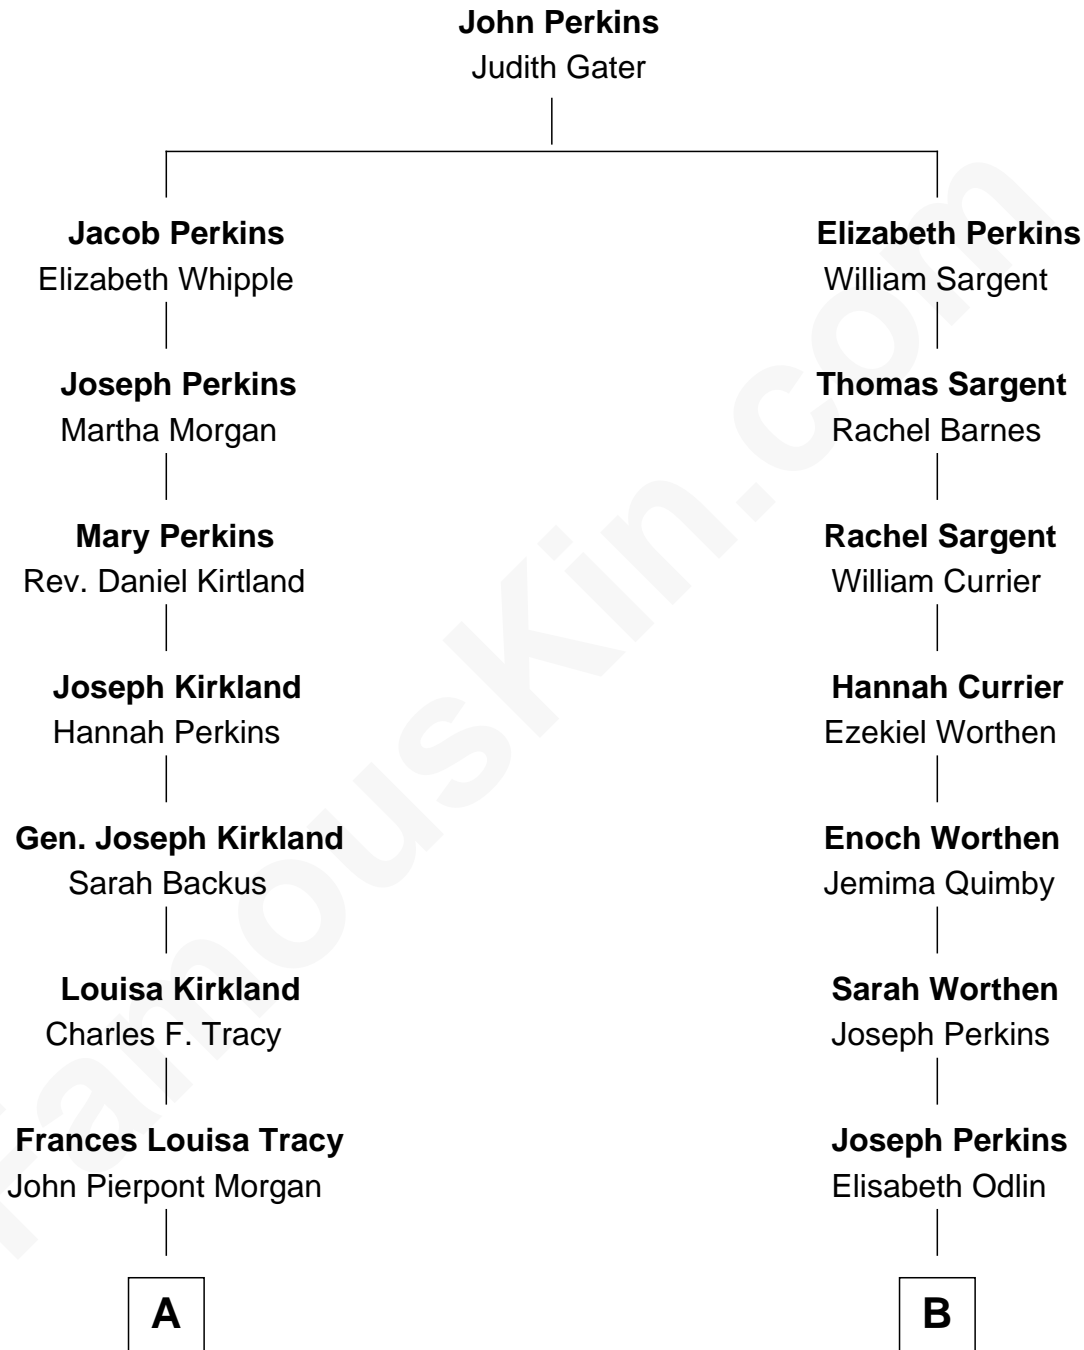 John Perkins
Judith Gater
Jacob Perkins
Elizabeth Whipple
Elizabeth Perkins
William Sargent
Joseph Perkins
Martha Morgan
Thomas Sargent
Rachel Barnes
Mary Perkins
Rev. Daniel Kirtland
Rachel Sargent
William Currier
Joseph Kirkland
Hannah Perkins
Hannah Currier
Ezekiel Worthen
Gen. Joseph Kirkland
Sarah Backus
Enoch Worthen
Jemima Quimby
Louisa Kirkland
Charles F. Tracy
Sarah Worthen
Joseph Perkins
Frances Louisa Tracy
John Pierpont Morgan
Joseph Perkins
Elisabeth Odlin
A
B
FamousKin.com